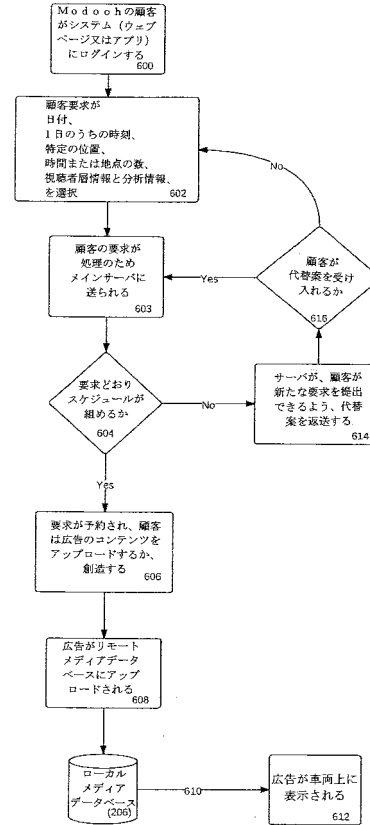 Ｍｏｄｏｏｈの顧客
がシステム（ウェブ
ページ又はアプリ）
にログインする
600
顧客要求が
日付、
１日のうちの時刻、
特定の位置、
時間または地点の数、
視聴者層情報と分析情報、
を選択
602
No
顧客の要求が
処理のため
メインサーバに
送られる
603
Yes
顧客が
代替案を受け
入れるか
616
要求どおり
スケジュールが
組めるか
604
No
サーバが、顧客が
新たな要求を提出
できるよう、代替
案を返送する.
614
Yes
要求が予約され、顧客
は広告のコンテンツを
アップロードするか、
創造する
606
広告がリモート
メディアデータ
ベースにアップ
ロードされる
608
ローカル
メディア
データベース
(206)
610
広告が車両上に
表示される
612